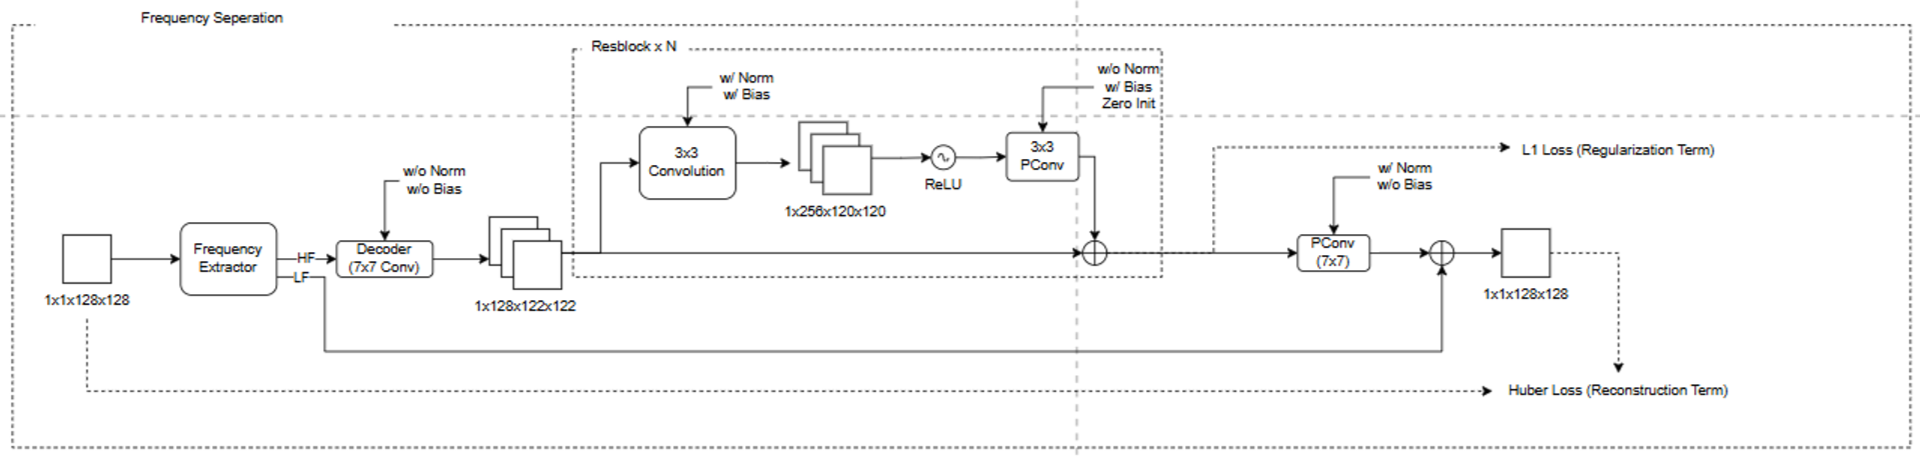 Frequency Seperation
Resblock x N
w/ Norm
w/ Bias
w/o Norm
w/ Bias
Zero Init
3x3
Convolution
1x256x120x120
ReLU
3x3
PConv
L1 Loss (Regularization Term)
w/o Norm
w/o Bias
w/ Norm
w/o Bias
1x1x128x128
Frequency
Extractor
HF
LF
Decoder
(7x7 Conv)
1x128x122x122
PConv
(7x7)
1x1x128x128
Huber Loss (Reconstruction Term)